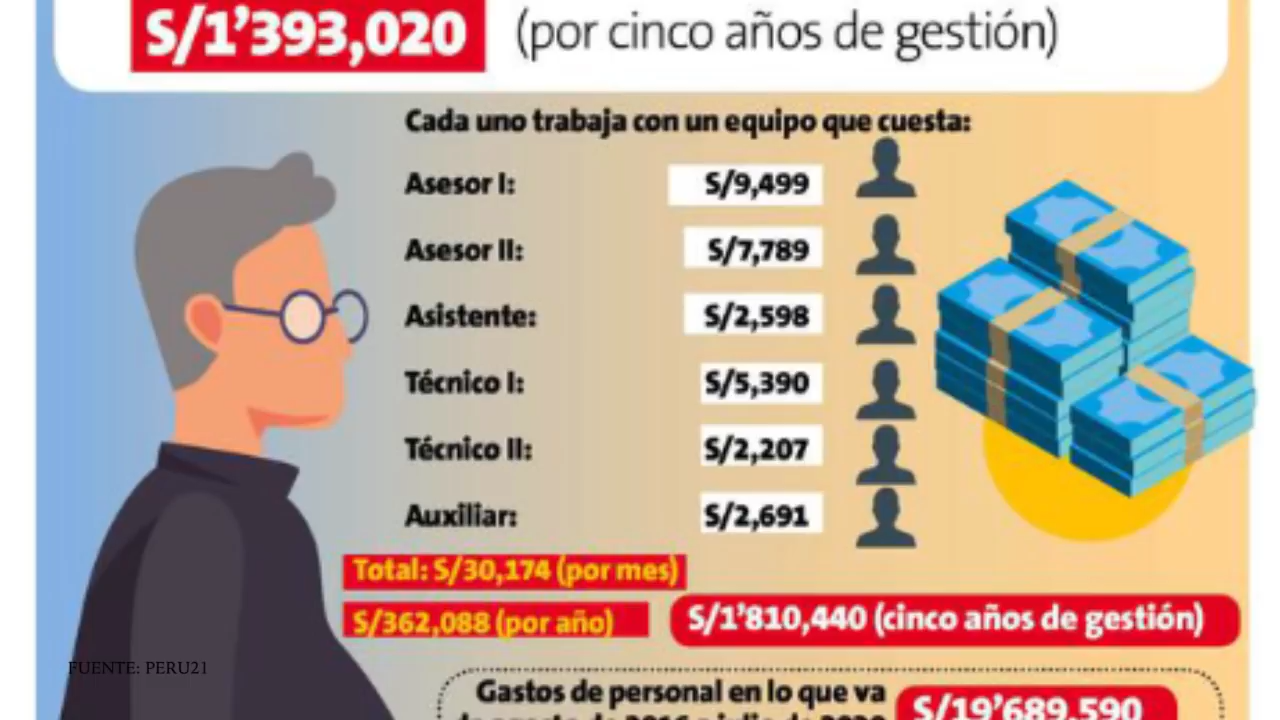 S/1’393,020 (por cinco años de gestión)
Cada uno trabaja con un equipo que cuesta:
Asesor I: S/9,499
Asesor II: S/7,789
Asistente: S/2,598
Técnico I: S/5,390
Técnico II: S/2,207
Auxiliar: S/2,691
Total: S/30,174 (por mes)
S/362,088 (por año) S/1’810,440 (cinco años de gestión)
FUENTE: PERU21
Gastos de personal en lo que va S/19’689,590